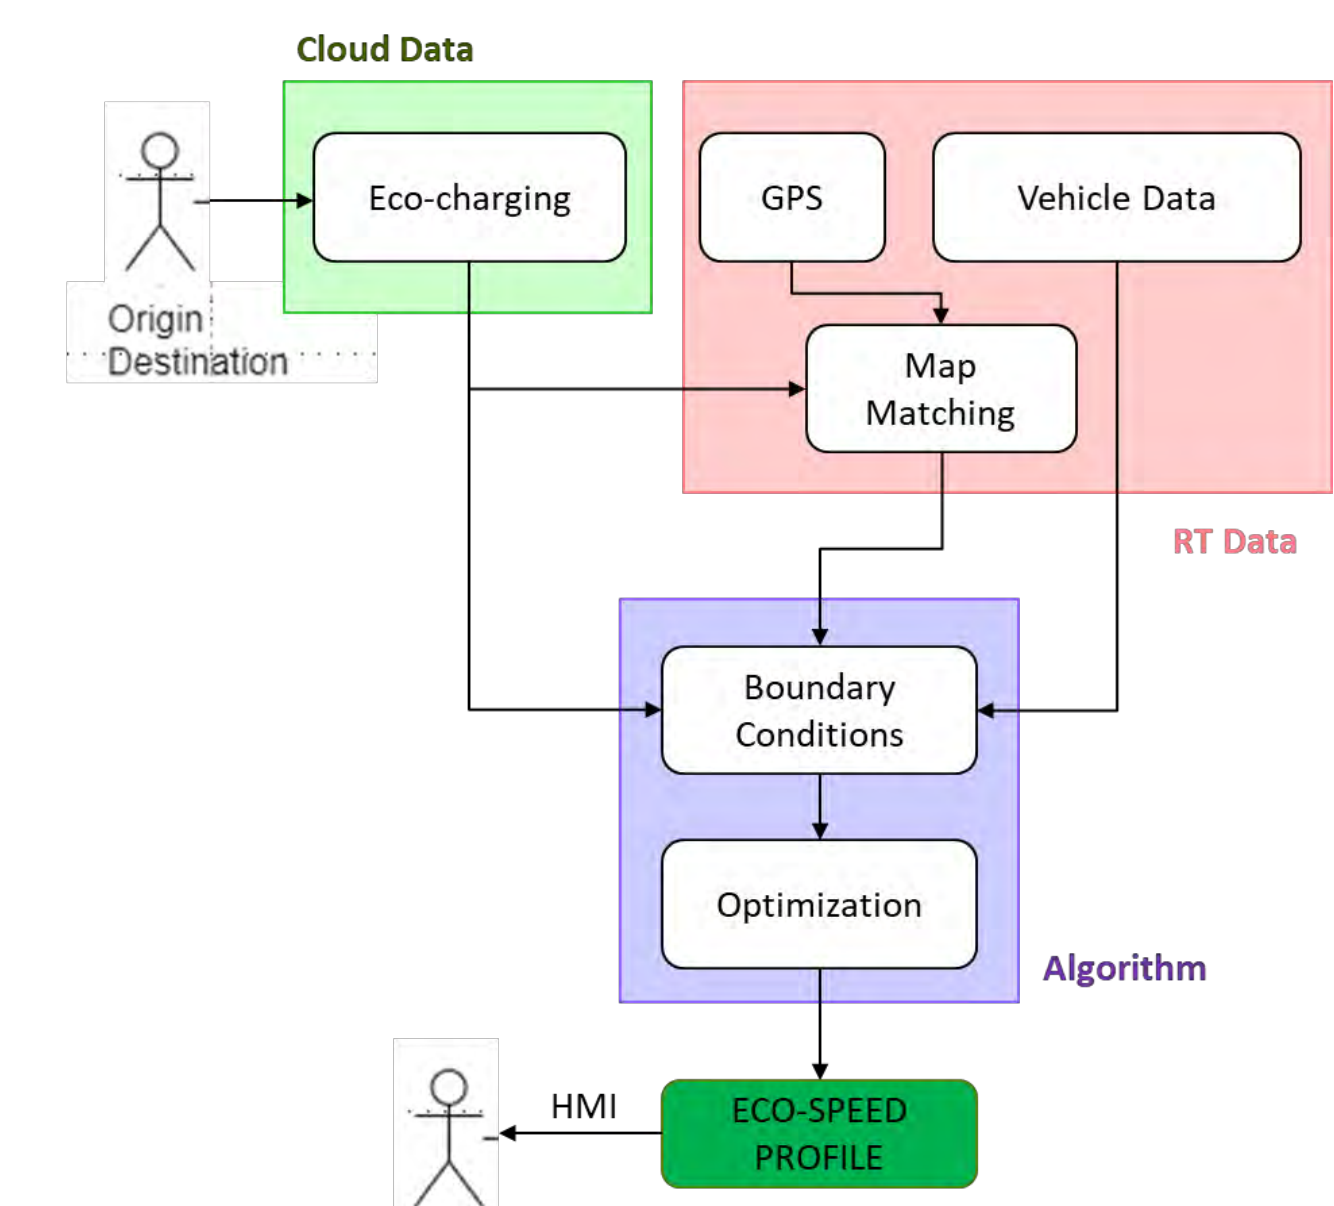 Cloud Data
Eco-charging
GPS
Vehicle Data
Origin
Destination
Map
Matching
RT Data
Boundary
Conditions
Optimization
Algorithm
HMI
ECO-SPEED
PROFILE